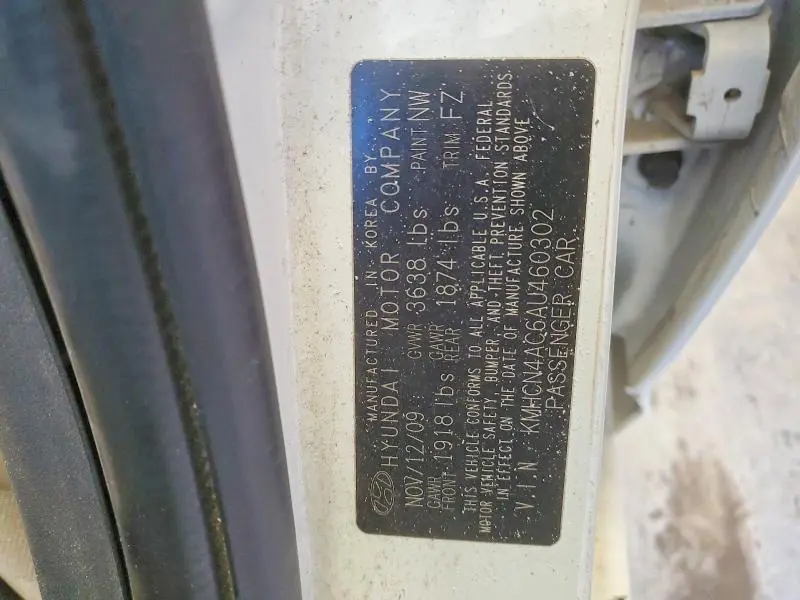 MANUFACTURED IN KOREA BY
HYUNDAI MOTOR COMPANY
NOV/12/09 GVWR 3638 lbs PAINT NW
GAWR FRONT 1918 lbs GAWR REAR 1874 lbs TRIM FZ
THIS VEHICLE CONFORMS TO ALL APPLICABLE U.S.A. FEDERAL
MOTOR VEHICLE SAFETY, BUMPER, AND THEFT PREVENTION STANDARDS
IN EFFECT ON THE DATE OF MANUFACTURE SHOWN ABOVE
V.I.N KMHCN4AC6AU460302
PASSENGER CAR